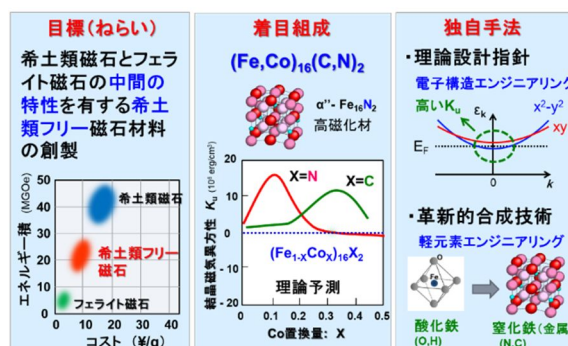 目標（ねらい）
希土類磁石とフェラ
イト磁石の中間の
特性を有する希土
類フリー磁石材料
の創製
エネルギー積 (MGOe)
50
40
30
20
10
0
希土類磁石
希土類フリー
磁石
フェライト磁石
0 10 20 30 40
コスト (¥/g)
着目組成
(Fe,Co)16(C,N)2
α"- Fe16N2
高磁化材
結晶磁気異方性 Ku (10⁵ erg/cm³)
20
10
0
- 10
- 20
X=N
X=C
(Fe1-XCoX)16X2
理論予測
0 0.1 0.2 0.3 0.4 0.5
Co置換量: X
独自手法
・理論設計指針
電子構造エンジニアリング
高いKu
εk
x²-y²
xy
EF
0
k
・革新的合成技術
軽元素エンジニアリング
O
Fe
酸化鉄
(O,H)
窒化鉄(金属)
(N,C)